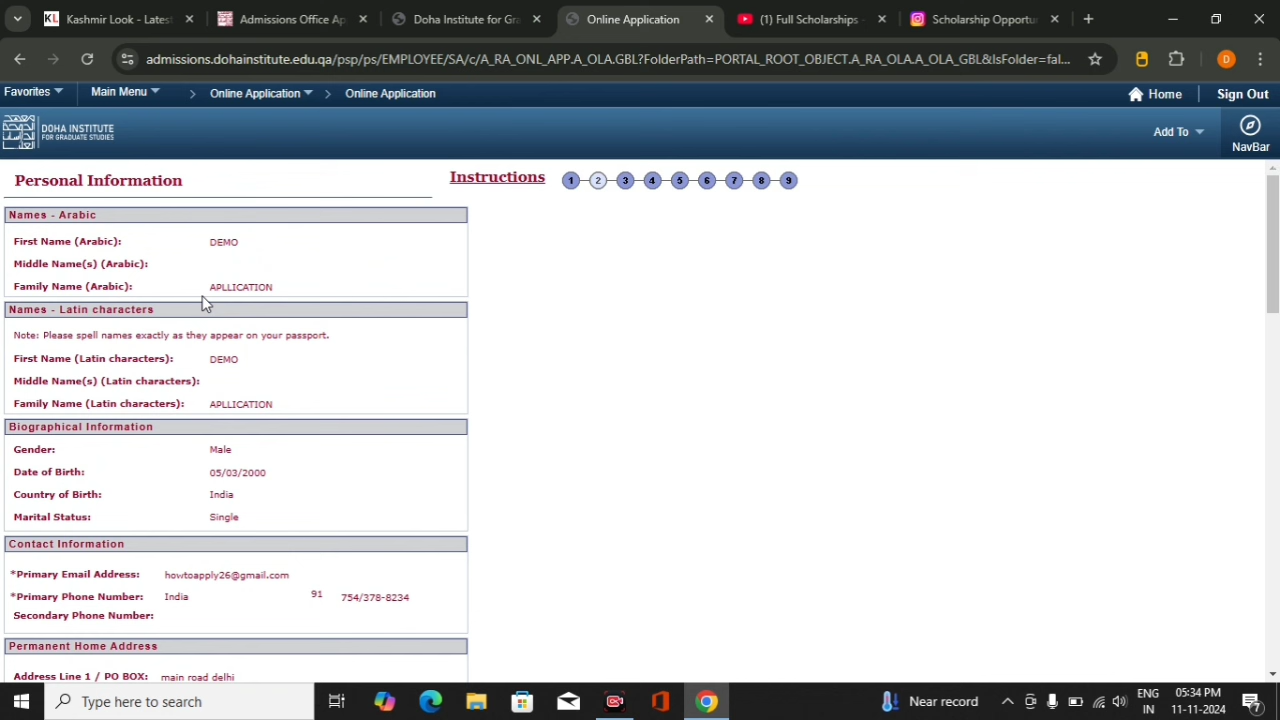 Kashmir Look - Latest
Admissions Office Ap
Doha Institute for Gra
Online Application
(1) Full Scholarships -
Scholarship Opportu
admissions.dohainstitute.edu.qa/psp/ps/EMPLOYEE/SA/c/A_RA_ONL_APP.A_OLA.GBL?FolderPath=PORTAL_ROOT_OBJECT.A_RA_OLA.A_OLA_GBL&IsFolder=fal...
D
Favorites
Main Menu
Online Application
Online Application
Home
Sign Out
DOHA INSTITUTE
FOR GRADUATE STUDIES
Add To
NavBar
Personal Information
Instructions
1 2 3 4 5 6 7 8 9
Names - Arabic
First Name (Arabic): DEMO
Middle Name(s) (Arabic):
Family Name (Arabic): APLLICATION
Names - Latin characters
Note: Please spell names exactly as they appear on your passport.
First Name (Latin characters): DEMO
Middle Name(s) (Latin characters):
Family Name (Latin characters): APLLICATION
Biographical Information
Gender: Male
Date of Birth: 05/03/2000
Country of Birth: India
Marital Status: Single
Contact Information
*Primary Email Address: howtoapply26@gmail.com
*Primary Phone Number: India 91 754/378-8234
Secondary Phone Number:
Permanent Home Address
Address Line 1 / PO BOX: main road delhi
Type here to search
Near record
ENG
IN
05:34 PM
11-11-2024
7